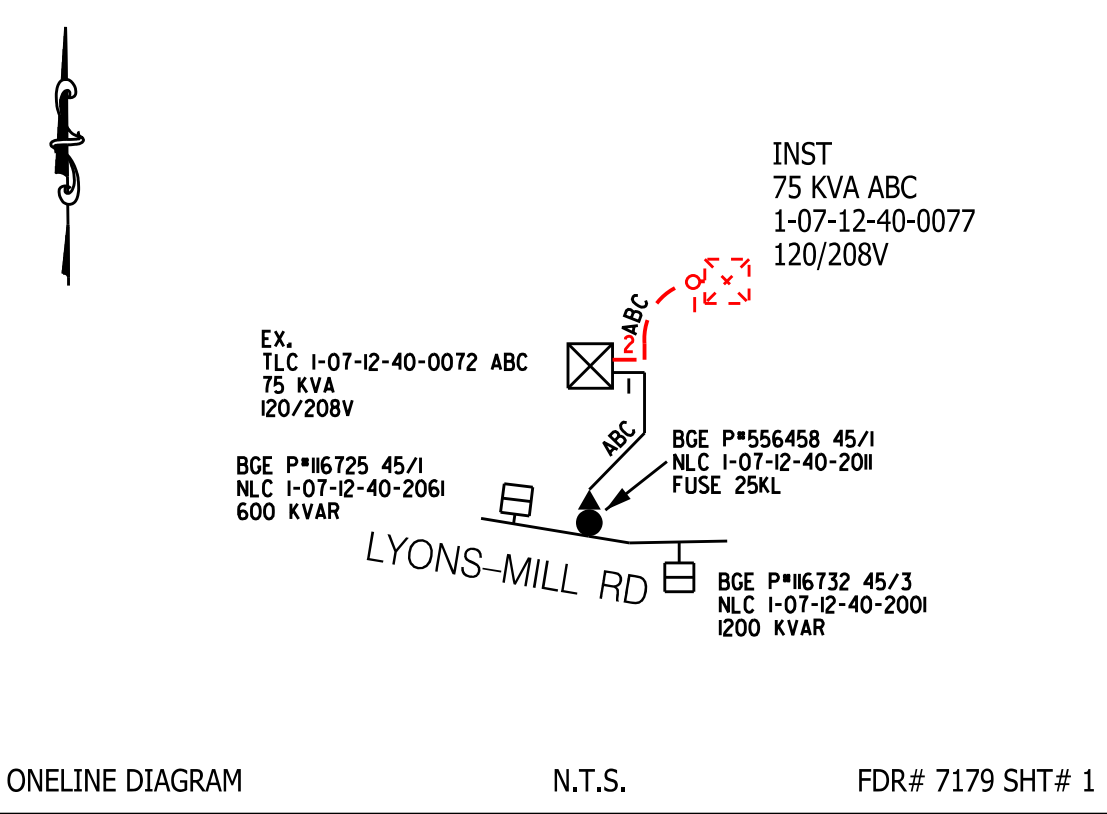 INST
75 KVA ABC
1-07-12-40-0077
120/208V
ABC
1
2
1
EX.
TLC 1-07-12-40-0072 ABC
75 KVA
120/208V
ABC
BGE P#556458 45/1
NLC 1-07-12-40-2011
FUSE 25KL
BGE P#116725 45/1
NLC 1-07-12-40-2061
600 KVAR
LYONS-MILL RD
BGE P#116732 45/3
NLC 1-07-12-40-2001
1200 KVAR
ONELINE DIAGRAM
N.T.S.
FDR# 7179 SHT# 1